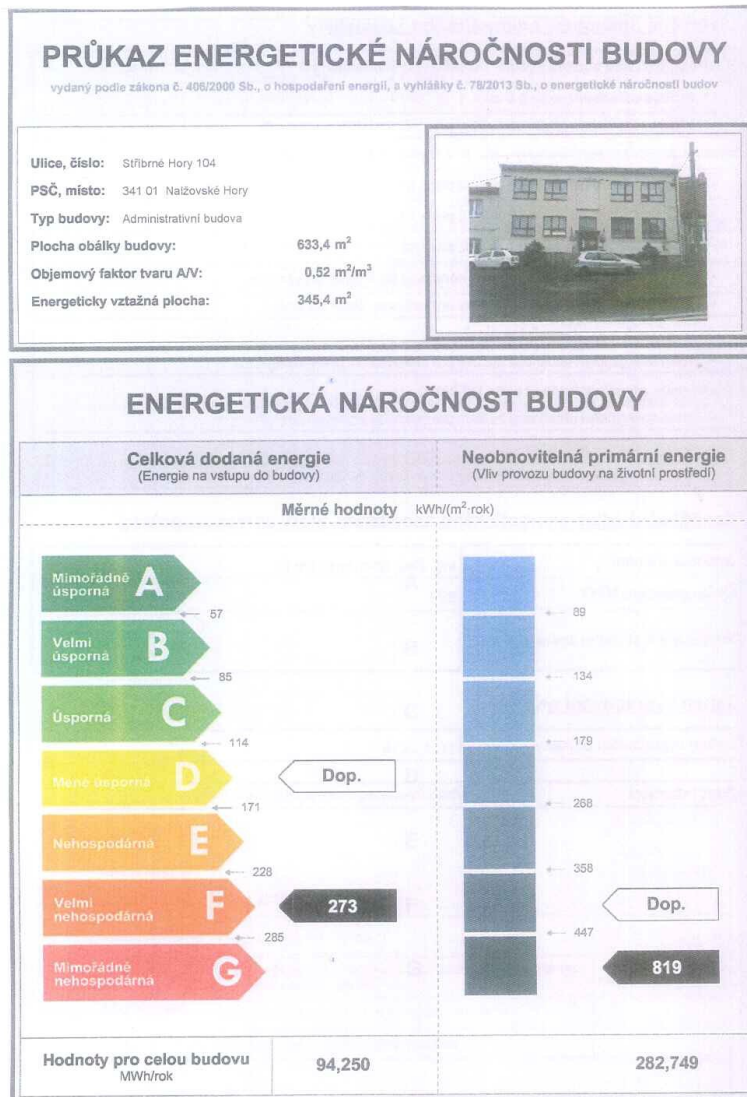 PRŮKAZ ENERGETICKÉ NÁROČNOSTI BUDOVY
vydaný podle zákona č. 406/2000 Sb., o hospodaření energií, a vyhlášky č. 78/2013 Sb., o energetické náročnosti budov
Ulice, číslo: Stříbrné Hory 104
PSČ, místo: 341 01 Nalžovské Hory
Typ budovy: Administrativní budova
Plocha obálky budovy: 633,4 m²
Objemový faktor tvaru A/V: 0,52 m²/m³
Energeticky vztažná plocha: 345,4 m²
ENERGETICKÁ NÁROČNOST BUDOVY
Celková dodaná energie
(Energie na vstupu do budovy)
Neobnovitelná primární energie
(Vliv provozu budovy na životní prostředí)
Měrné hodnoty kWh/(m²·rok)
Mimořádně úsporná A
57
89
Velmi úsporná B
85
134
Úsporná C
114
179
Méně úsporná D
Dop.
171
268
Nehospodárná E
228
358
Velmi nehospodárná F
273
Dop.
285
447
Mimořádně nehospodárná G
819
Hodnoty pro celou budovu
MWh/rok
94,250
282,749